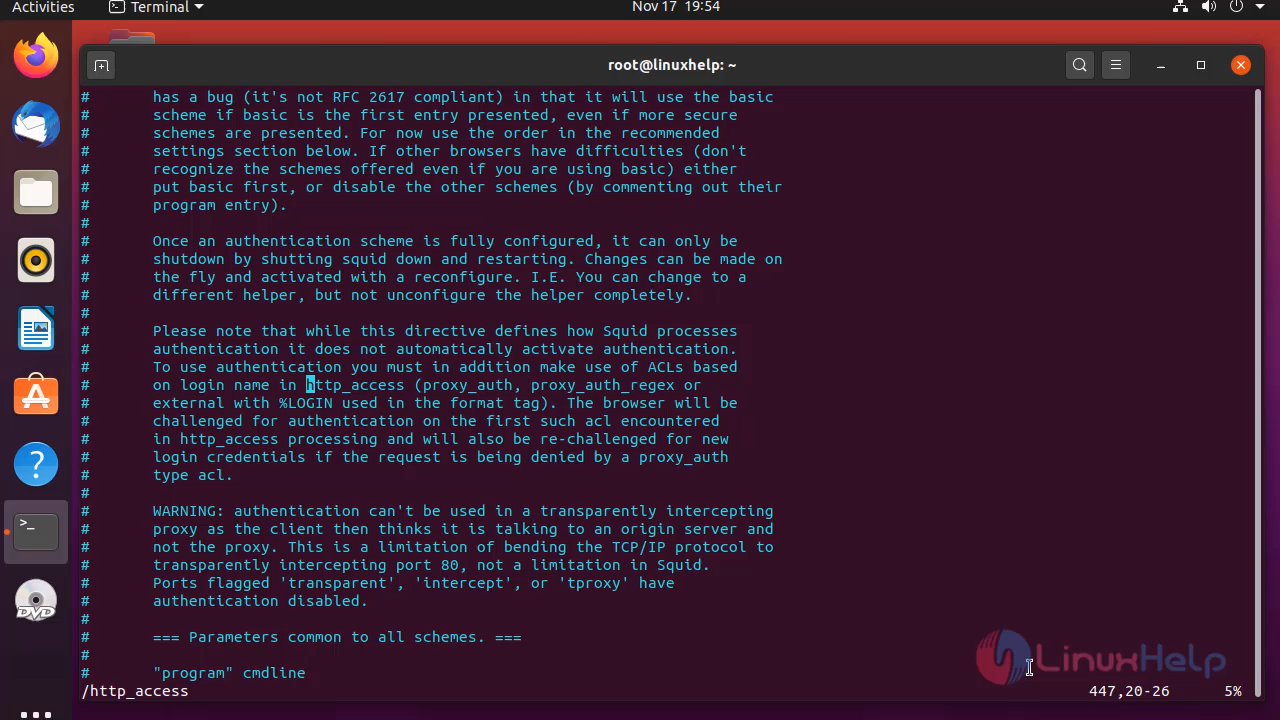 Activities Terminal Nov 17 19:54
root@linuxhelp: ~
# has a bug (it's not RFC 2617 compliant) in that it will use the basic
# scheme if basic is the first entry presented, even if more secure
# schemes are presented. For now use the order in the recommended
# settings section below. If other browsers have difficulties (don't
# recognize the schemes offered even if you are using basic) either
# put basic first, or disable the other schemes (by commenting out their
# program entry).
#
# Once an authentication scheme is fully configured, it can only be
# shutdown by shutting squid down and restarting. Changes can be made on
# the fly and activated with a reconfigure. I.E. You can change to a
# different helper, but not unconfigure the helper completely.
#
# Please note that while this directive defines how Squid processes
# authentication it does not automatically activate authentication.
# To use authentication you must in addition make use of ACLs based
# on login name in http_access (proxy_auth, proxy_auth_regex or
# external with %LOGIN used in the format tag). The browser will be
# challenged for authentication on the first such acl encountered
# in http_access processing and will also be re-challenged for new
# login credentials if the request is being denied by a proxy_auth
# type acl.
#
# WARNING: authentication can't be used in a transparently intercepting
# proxy as the client then thinks it is talking to an origin server and
# not the proxy. This is a limitation of bending the TCP/IP protocol to
# transparently intercepting port 80, not a limitation in Squid.
# Ports flagged 'transparent', 'intercept', or 'tproxy' have
# authentication disabled.
#
# === Parameters common to all schemes. ===
#
# "program" cmdline
/http_access 447,20-26 5%
LinuxHelp
DVD